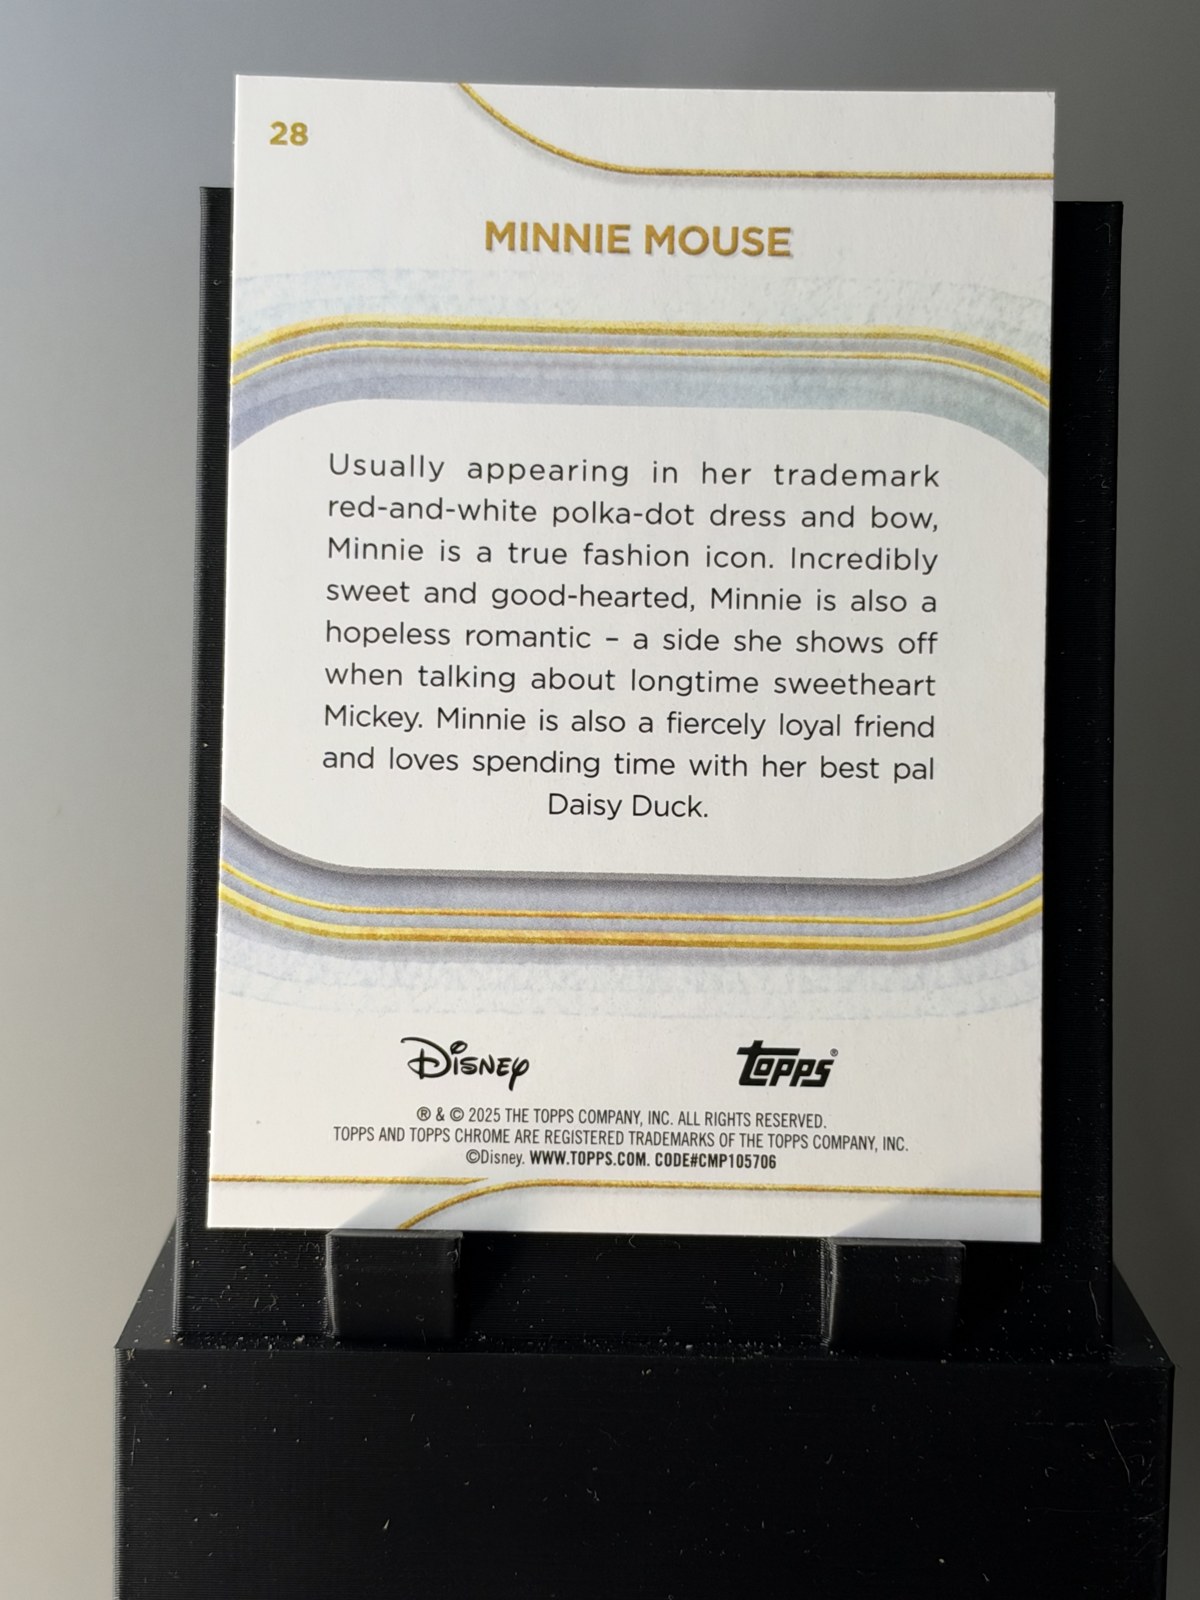 28
MINNIE MOUSE
Usually appearing in her trademark
red-and-white polka-dot dress and bow,
Minnie is a true fashion icon. Incredibly
sweet and good-hearted, Minnie is also a
hopeless romantic – a side she shows off
when talking about longtime sweetheart
Mickey. Minnie is also a fiercely loyal friend
and loves spending time with her best pal
Daisy Duck.
Disney Topps®
® & © 2025 THE TOPPS COMPANY, INC. ALL RIGHTS RESERVED.
TOPPS AND TOPPS CHROME ARE REGISTERED TRADEMARKS OF THE TOPPS COMPANY, INC.
©Disney. WWW.TOPPS.COM. CODE#CMP105706